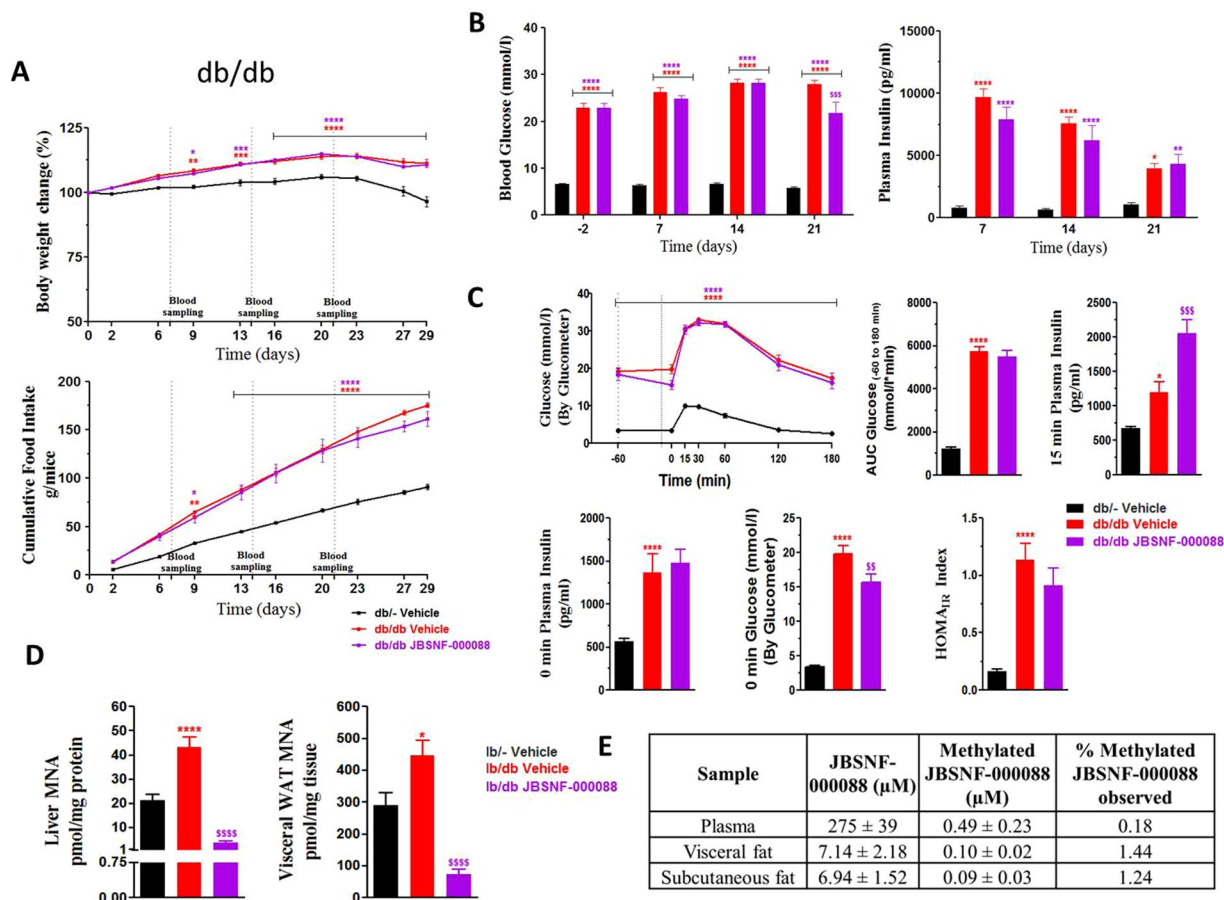 A
db/db
Body weight change (%)
125
100
75
50
**** 
****
*
**
***
***
Blood sampling
Blood sampling
Blood sampling
0 2 6 9 13 16 20 23 27 29
Time (days)
Cumulative Food Intake
g/mice
200
150
100
50
0
****
****
*
**
Blood sampling
Blood sampling
Blood sampling
0 2 6 9 13 16 20 23 27 29
Time (days)
db/- Vehicle
db/db Vehicle
db/db JBSNF-000088
B
Blood Glucose (mmol/l)
40
30
20
10
0
****
****
****
****
****
****
****
****
$$$
-2 7 14 21
Time (days)
Plasma Insulin (pg/ml)
15000
10000
5000
0
****
****
****
****
*
**
7 14 21
Time (days)
C
Glucose (mmol/l)
(By Glucometer)
40
30
20
10
0
****
****
-60 0 15 30 60 120 180
Time (min)
AUC Glucose (-60 to 180 min)
(mmol/l*min)
8000
6000
4000
2000
0
****
15 min Plasma Insulin
(pg/ml)
2500
2000
1500
1000
500
0
*
$$$
db/- Vehicle
db/db Vehicle
db/db JBSNF-000088
0 min Plasma Insulin
(pg/ml)
2000
1500
1000
500
0
****
0 min Glucose (mmol/l)
(By Glucometer)
25
20
15
10
5
0
****
$$
HOMAIR Index
1.5
1.0
0.5
0.0
****
D
Liver MNA
pmol/mg protein
60
50
40
30
20
10
1
0.75
0.00
****
$$$$
Visceral WAT MNA
pmol/mg tissue
600
500
400
300
200
100
0
*
$$$$
lb/- Vehicle
lb/db Vehicle
lb/db JBSNF-000088
E
Sample | JBSNF-000088 (µM) | Methylated JBSNF-000088 (µM) | % Methylated JBSNF-000088 observed
Plasma | 275 ± 39 | 0.49 ± 0.23 | 0.18
Visceral fat | 7.14 ± 2.18 | 0.10 ± 0.02 | 1.44
Subcutaneous fat | 6.94 ± 1.52 | 0.09 ± 0.03 | 1.24